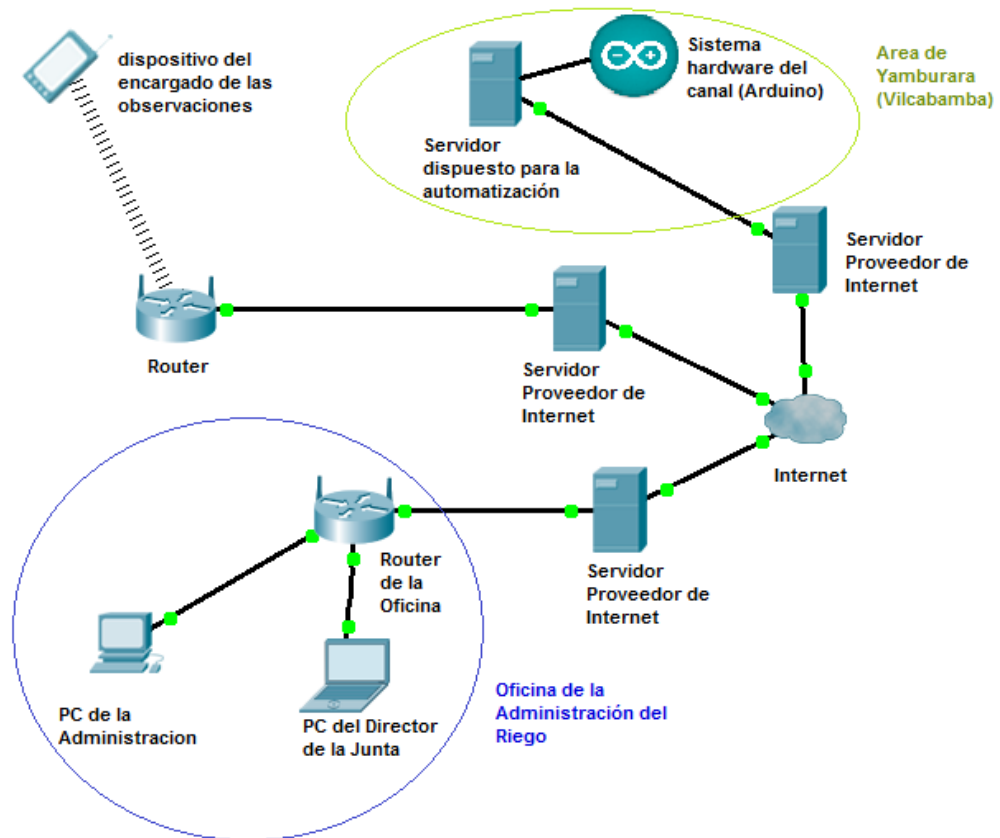 dispositivo del
encargado de las
observaciones
Sistema
hardware del
canal (Arduino)
Area de
Yamburara
(Vilcabamba)
Servidor
dispuesto para la
automatización
Servidor
Proveedor de
Internet
Router
Servidor
Proveedor de
Internet
Internet
Router
de la
Oficina
Servidor
Proveedor de
Internet
PC de la
Administracion
PC del Director
de la Junta
Oficina de la
Administración del
Riego